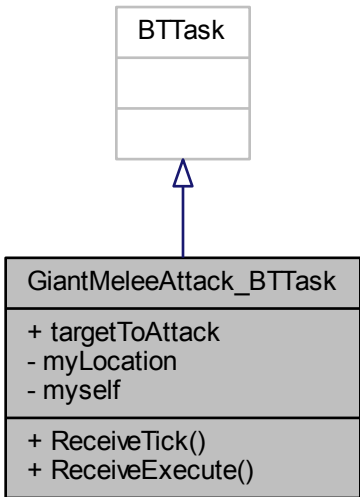 BTTask
GiantMeleeAttack_BTTask
+ targetToAttack
- myLocation
- myself
+ ReceiveTick()
+ ReceiveExecute()